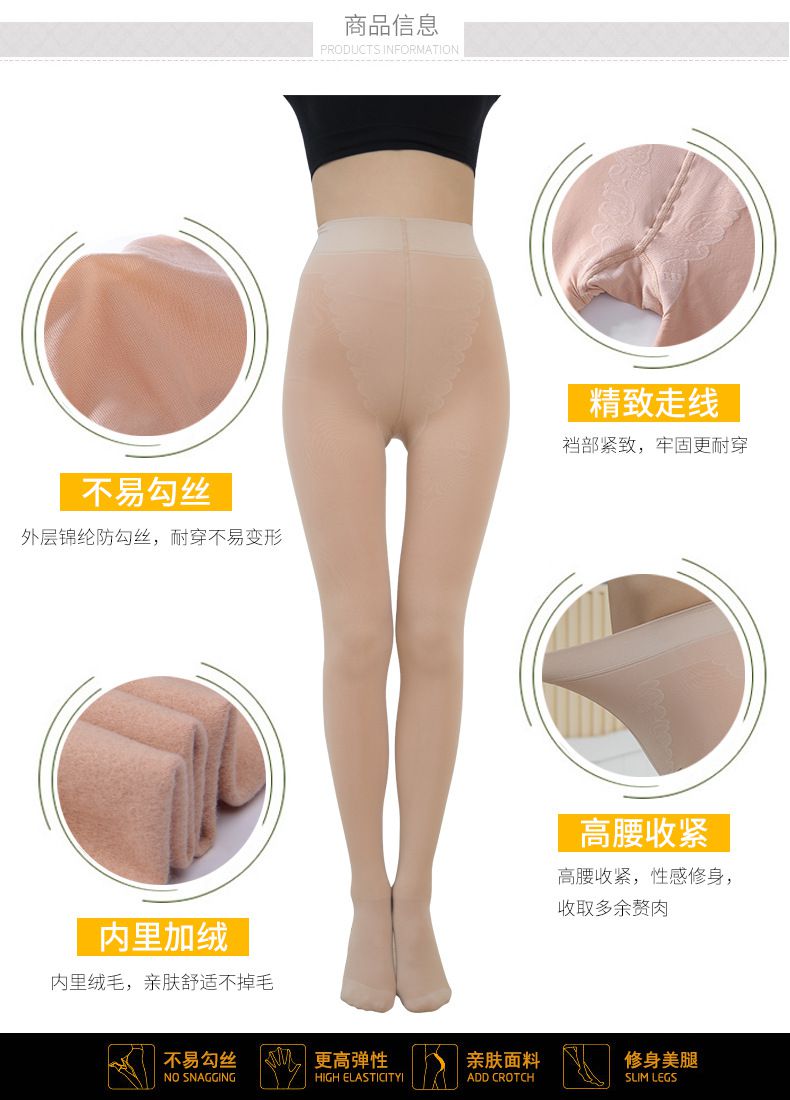 商品信息
PRODUCTS INFORMATION
精致走线
裆部紧致，牢固更耐穿
不易勾丝
外层锦纶防勾丝，耐穿不易变形
高腰收紧
高腰收紧，性感修身，
收取多余赘肉
内里加绒
内里绒毛，亲肤舒适不掉毛
不易勾丝
NO SNAGGING
更高弹性
HIGH ELASTICITYI
亲肤面料
ADD CROTCH
修身美腿
SLIM LEGS